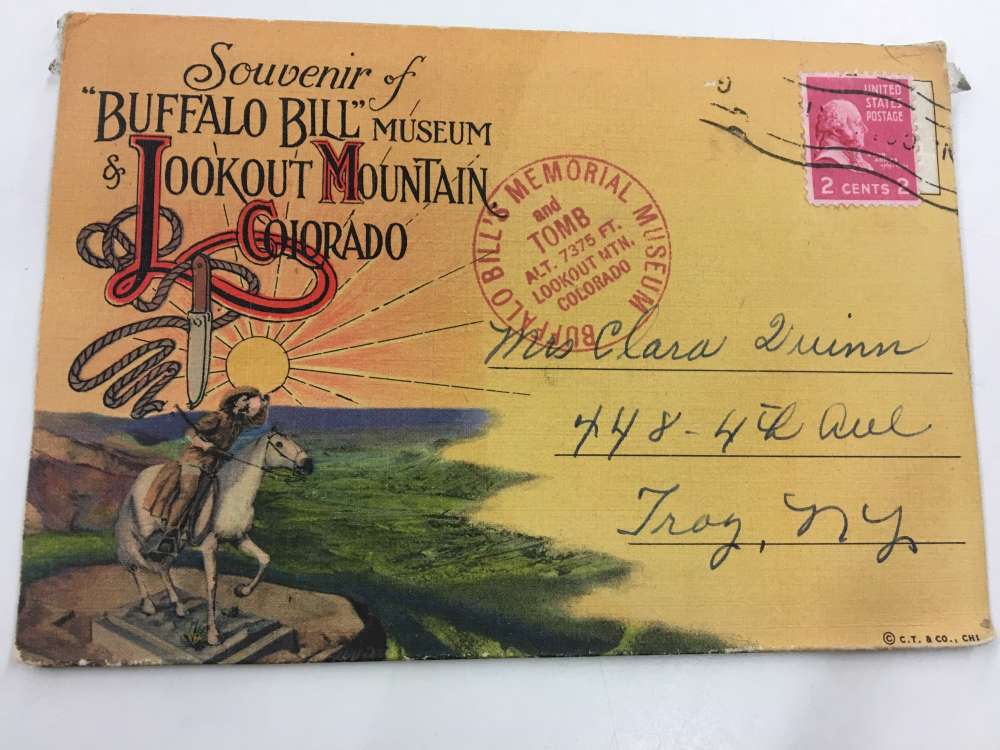 Souvenir of
"BUFFALO BILL" MUSEUM
& LOOKOUT MOUNTAIN,
COLORADO
BUFFALO BILL'S MEMORIAL MUSEUM
and
TOMB
ALT. 7375 FT.
LOOKOUT MTN.
COLORADO
UNITED
STATES
POSTAGE
2 CENTS 2
Mrs Clara Quinn
448 - 4th Ave
Troy, NY
© C.T. & CO., CHI